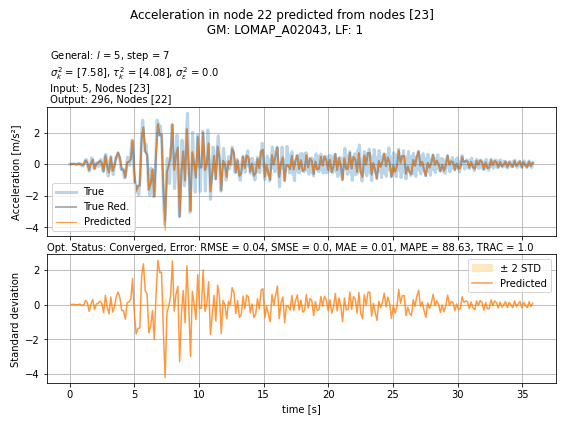 Acceleration in node 22 predicted from nodes [23]
GM: LOMAP_A02043, LF: 1
General: l = 5, step = 7
σ²ₖ = [7.58], τ²ₖ = [4.08], σ²ε = 0.0
Input: 5, Nodes [23]
Output: 296, Nodes [22]
Acceleration [m/s²]
2
0
−2
−4
True
True Red.
Predicted
Opt. Status: Converged, Error: RMSE = 0.04, SMSE = 0.0, MAE = 0.01, MAPE = 88.63, TRAC = 1.0
Standard deviation
2
0
−2
−4
± 2 STD
Predicted
0 5 10 15 20 25 30 35
time [s]